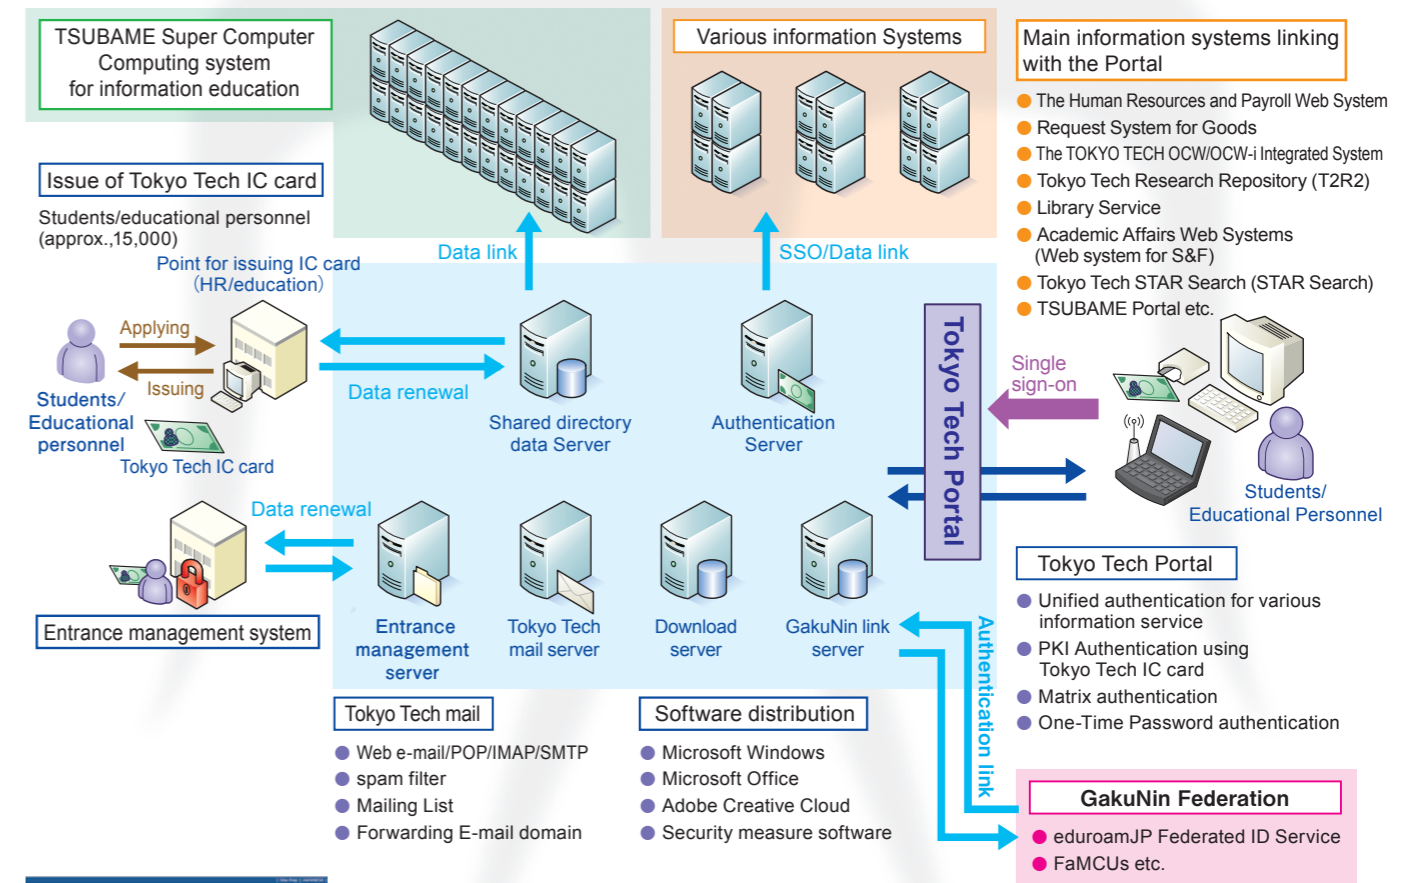 TSUBAME Super Computer
Computing system
for information education
Various information Systems
Main information systems linking
with the Portal
The Human Resources and Payroll Web System
Request System for Goods
The TOKYO TECH OCW/OCW-i Integrated System
Tokyo Tech Research Repository (T2R2)
Library Service
Academic Affairs Web Systems
(Web system for S&F)
Tokyo Tech STAR Search (STAR Search)
TSUBAME Portal etc.
Issue of Tokyo Tech IC card
Students/educational personnel
(approx.,15,000)
Point for issuing IC card
(HR/education)
Data link
SSO/Data link
Applying
Issuing
Students/
Educational
personnel
Tokyo Tech IC card
Data renewal
Shared directory
data Server
Authentication
Server
Tokyo Tech Portal
Single
sign-on
Students/
Educational Personnel
Data renewal
Entrance management system
Entrance
management
server
Tokyo Tech
mail server
Download
server
GakuNin link
server
Authentication link
Tokyo Tech Portal
Unified authentication for various
information service
PKI Authentication using
Tokyo Tech IC card
Matrix authentication
One-Time Password authentication
Tokyo Tech mail
Web e-mail/POP/IMAP/SMTP
spam filter
Mailing List
Forwarding E-mail domain
Software distribution
Microsoft Windows
Microsoft Office
Adobe Creative Cloud
Security measure software
GakuNin Federation
eduroamJP Federated ID Service
FaMCUs etc.